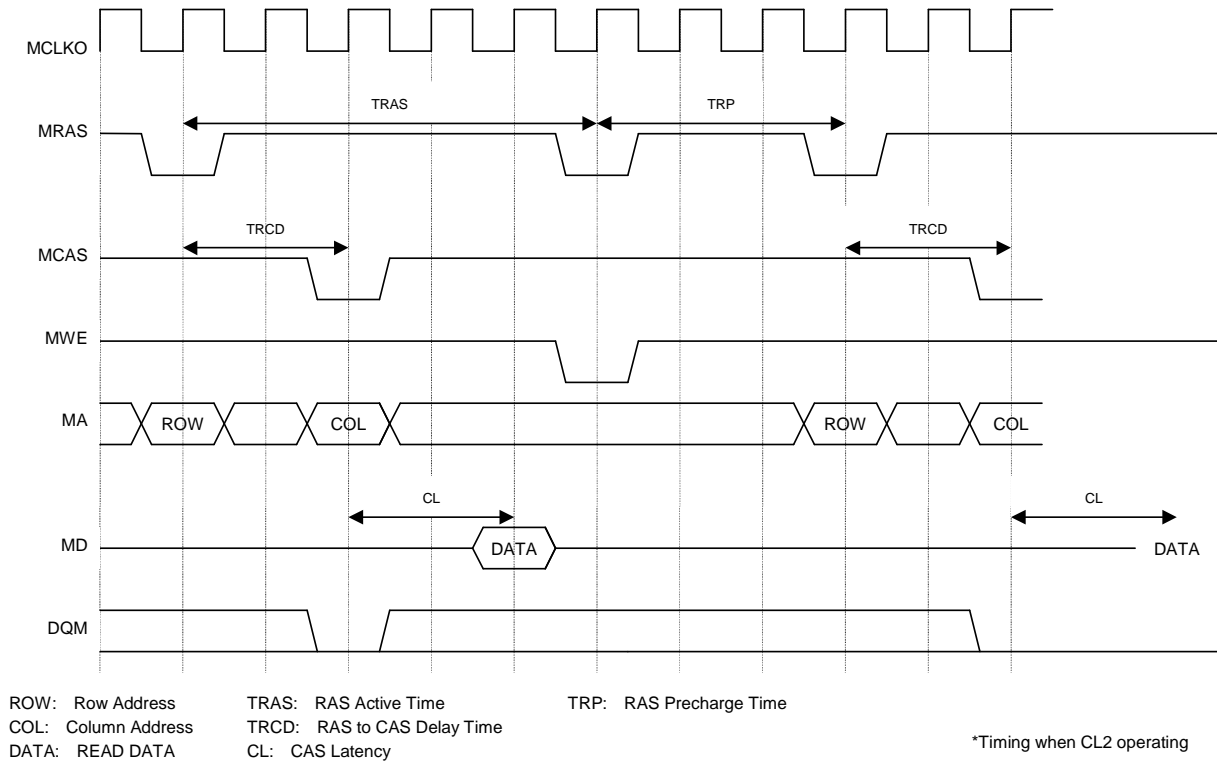 MCLKO
TRAS
TRP
MRAS
TRCD
TRCD
MCAS
MWE
MA
ROW
COL
ROW
COL
CL
CL
MD
DATA
DATA
DQM
ROW: Row Address
TRAS: RAS Active Time
TRP: RAS Precharge Time
COL: Column Address
TRCD: RAS to CAS Delay Time
DATA: READ DATA
CL: CAS Latency
*Timing when CL2 operating